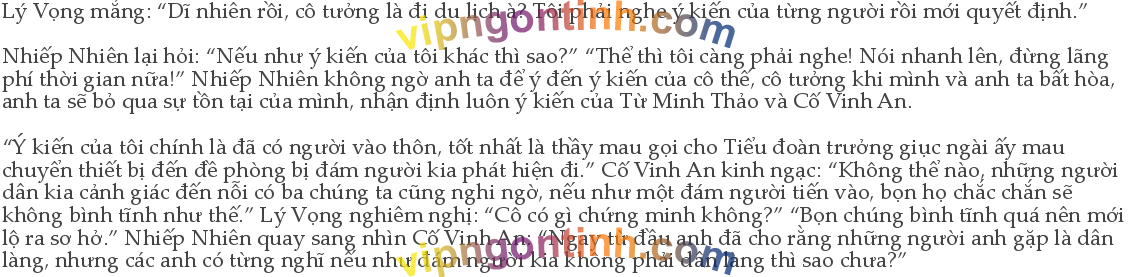 Lý Vọng mắng: “Dĩ nhiên rồi, cô tưởng là đi du lịch à? Tôi phải nghe ý kiến của từng người rồi mới quyết định.”
vipngontinh.com
Nhiếp Nhiên lại hỏi: “Nếu như ý kiến của tôi khác thì sao?” “Thế thì tôi càng phải nghe! Nói nhanh lên, đừng lãng
phí thời gian nữa!” Nhiếp Nhiên không ngờ anh ta để ý đến ý kiến của cô thế, cô tưởng khi mình và anh ta bất hòa,
anh ta sẽ bỏ qua sự tồn tại của mình, nhận định luôn ý kiến của Từ Minh Thảo và Cố Vinh An.
“Ý kiến của tôi chính là đã có người vào thôn, tốt nhất là thầy mau gọi cho Tiểu đoàn trưởng giục ngài ấy mau
chuyển thiết bị đến đề phòng bị đám người kia phát hiện đi.” Cố Vinh An kinh ngạc: “Không thể nào, những người
dân kia cảnh giác đến nỗi có ba chúng ta cũng nghi ngờ, nếu như một đám người tiến vào, bọn họ chắc chắn sẽ
không bình tĩnh như thế.” Lý Vọng nghiêm nghị: “Cô có gì chứng minh không?” “Bọn chúng bình tĩnh quá nên mới
lộ ra sơ hở.” Nhiếp Nhiên quay sang nhìn Cố Vinh An: “Ngay từ đầu anh đã cho rằng những người anh gặp là dân
làng, nhưng các anh có từng nghĩ nếu như đám người kia không phải dân làng thì sao chưa?”
vipngontinh.com